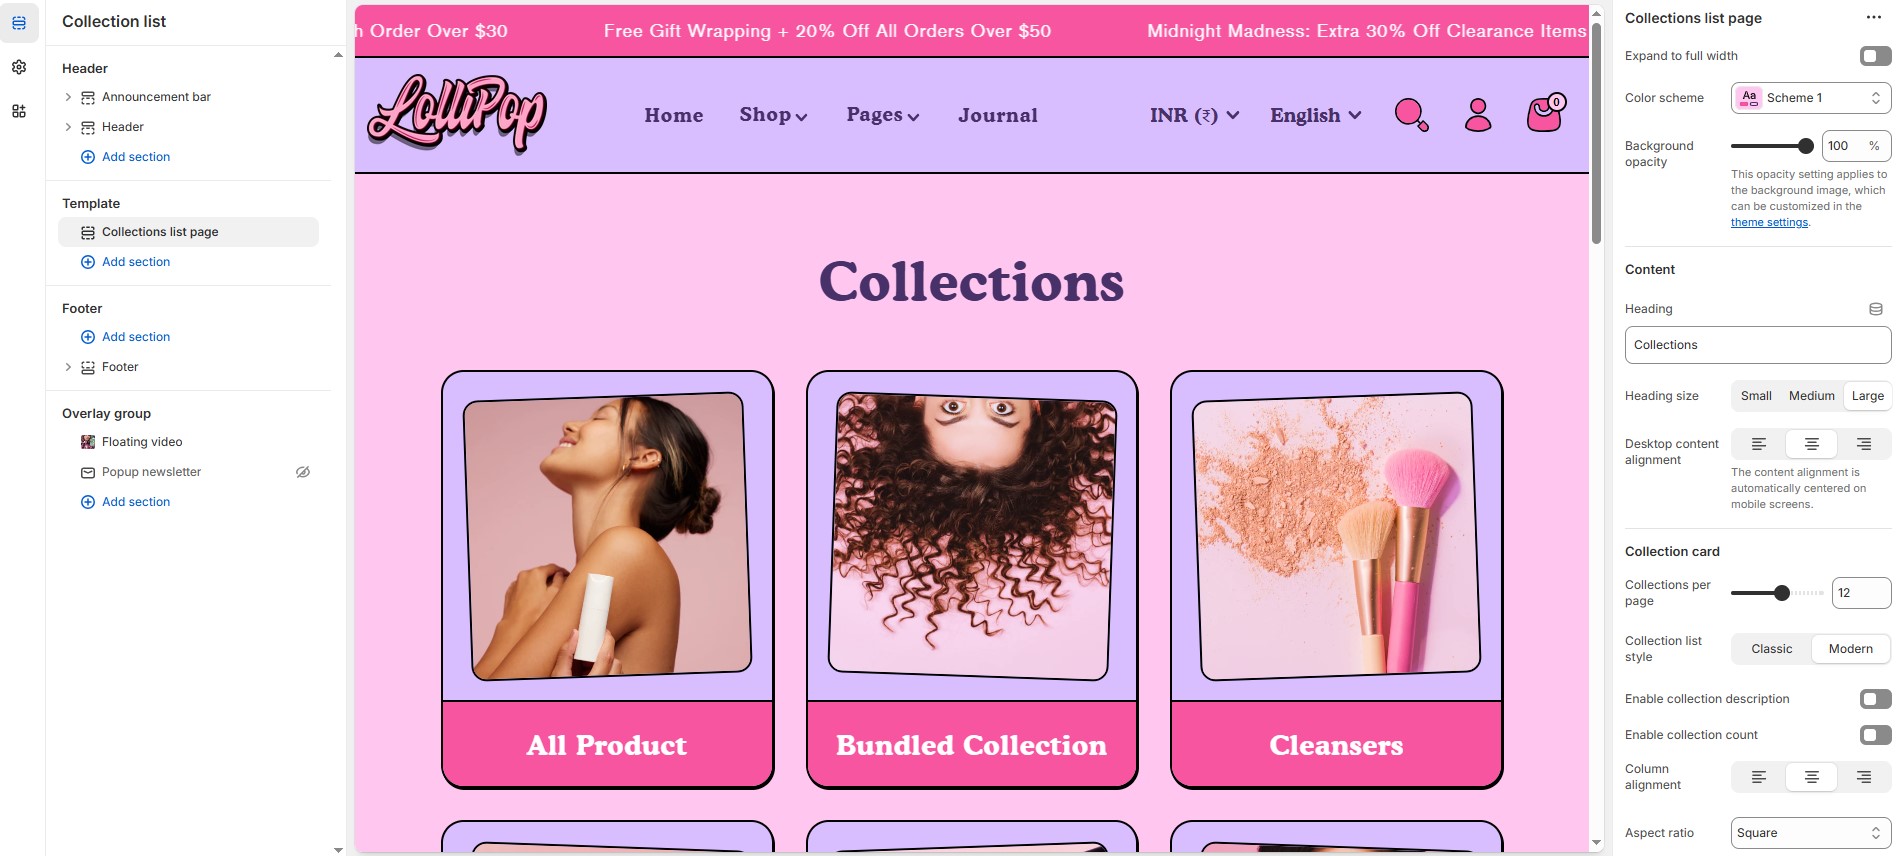 Collection list
Header
Announcement bar
Header
Add section
Template
Collections list page
Add section
Footer
Add section
Footer
Overlay group
Floating video
Popup newsletter
Add section
h Order Over $30
Free Gift Wrapping + 20% Off All Orders Over $50
Midnight Madness: Extra 30% Off Clearance Items
LolliPop
Home
Shop
Pages
Journal
INR (₹)
English
0
Collections
All Product
Bundled Collection
Cleansers
Collections list page
Expand to full width
Color scheme
Aa
Scheme 1
Background
opacity
100 %
This opacity setting applies to
the background image, which
can be customized in the
theme settings.
Content
Heading
Collections
Heading size
Small
Medium
Large
Desktop content
alignment
The content alignment is
automatically centered on
mobile screens.
Collection card
Collections per
page
12
Collection list
style
Classic
Modern
Enable collection description
Enable collection count
Column
alignment
Aspect ratio
Square